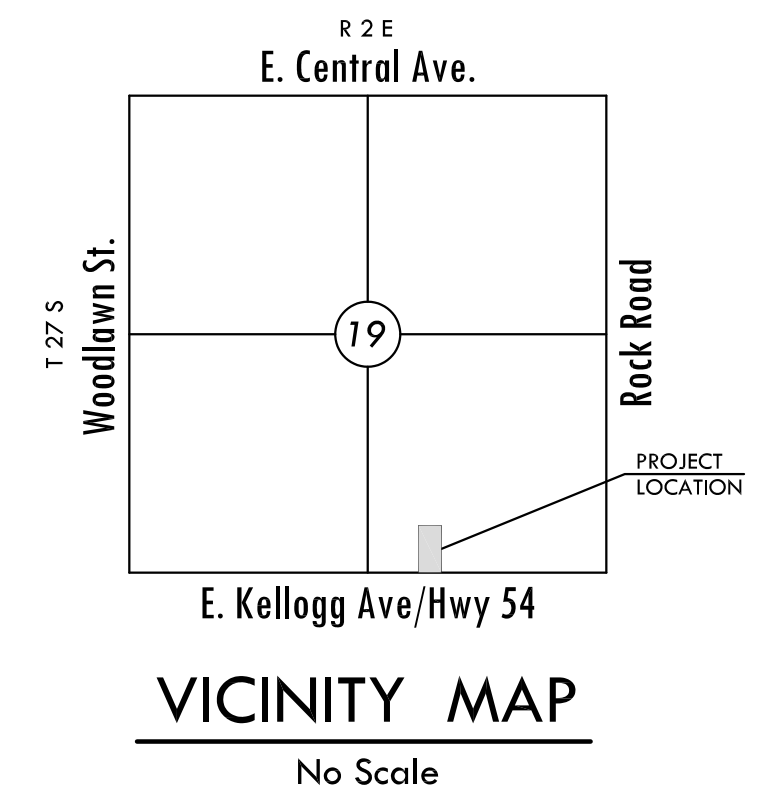 R 2 E
E. Central Ave.
T 27 S
Woodlawn St.
19
Rock Road
PROJECT
LOCATION
E. Kellogg Ave/Hwy 54
VICINITY MAP
No Scale